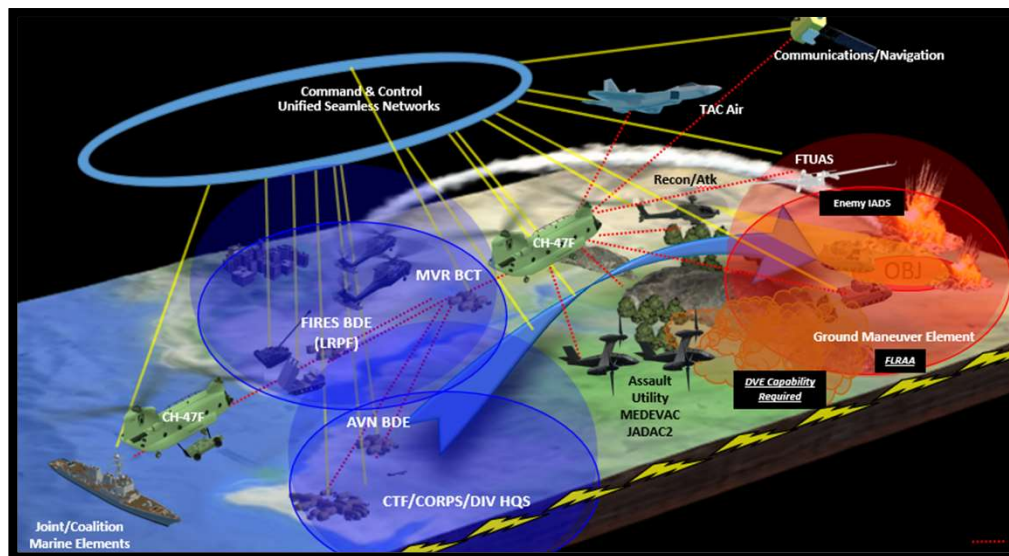 Communications/Navigation
Command & Control
Unified Seamless Networks
TAC Air
FTUAS
Recon/Atk
Enemy IADS
CH-47F
MVR BCT
OBJ
FIRES BDE
(LRPF)
Ground Maneuver Element
FLRAA
Assault
Utility
MEDEVAC
JADAC2
DVE Capability
Required
CH-47F
AVN BDE
CTF/CORPS/DIV HQS
Joint/Coalition
Marine Elements